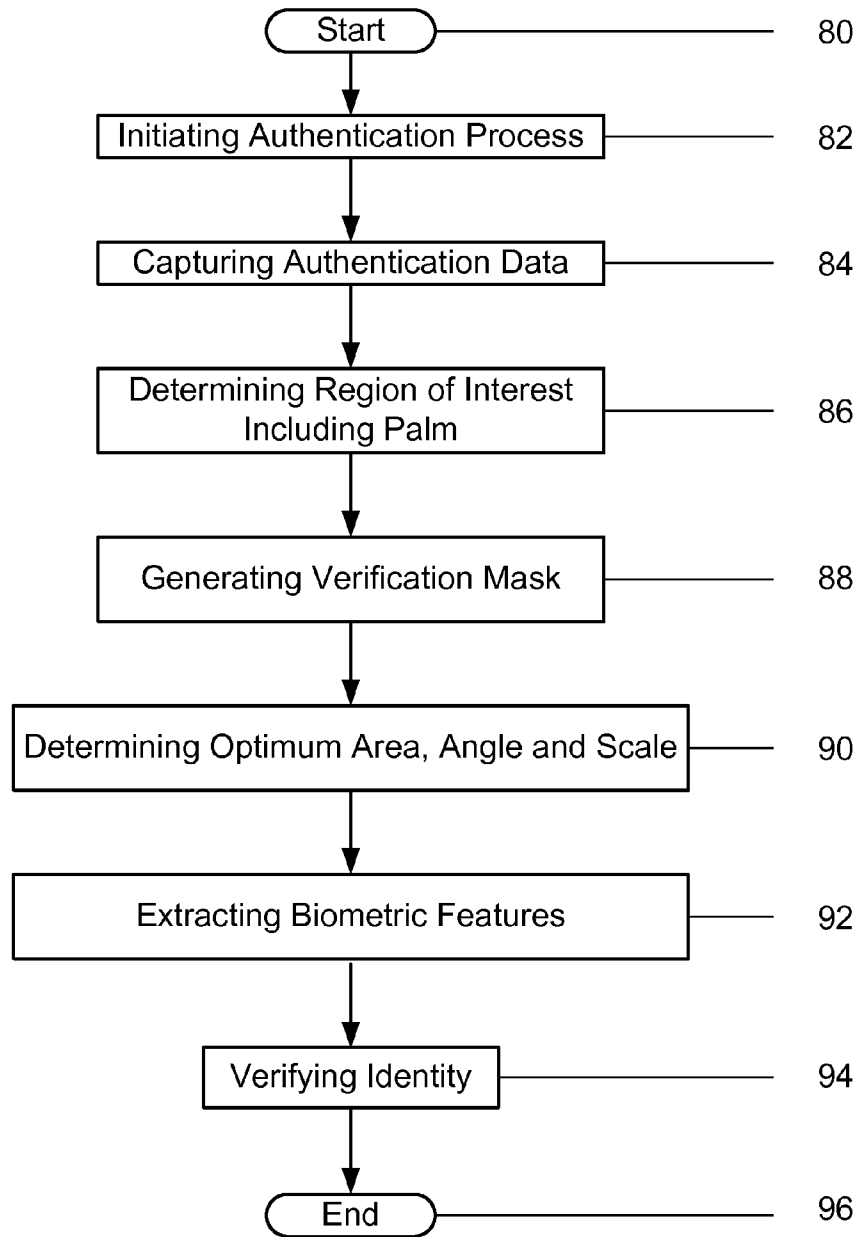 Start 80
Initiating Authentication Process 82
Capturing Authentication Data 84
Determining Region of Interest
Including Palm 86
Generating Verification Mask 88
Determining Optimum Area, Angle and Scale 90
Extracting Biometric Features 92
Verifying Identity 94
End 96